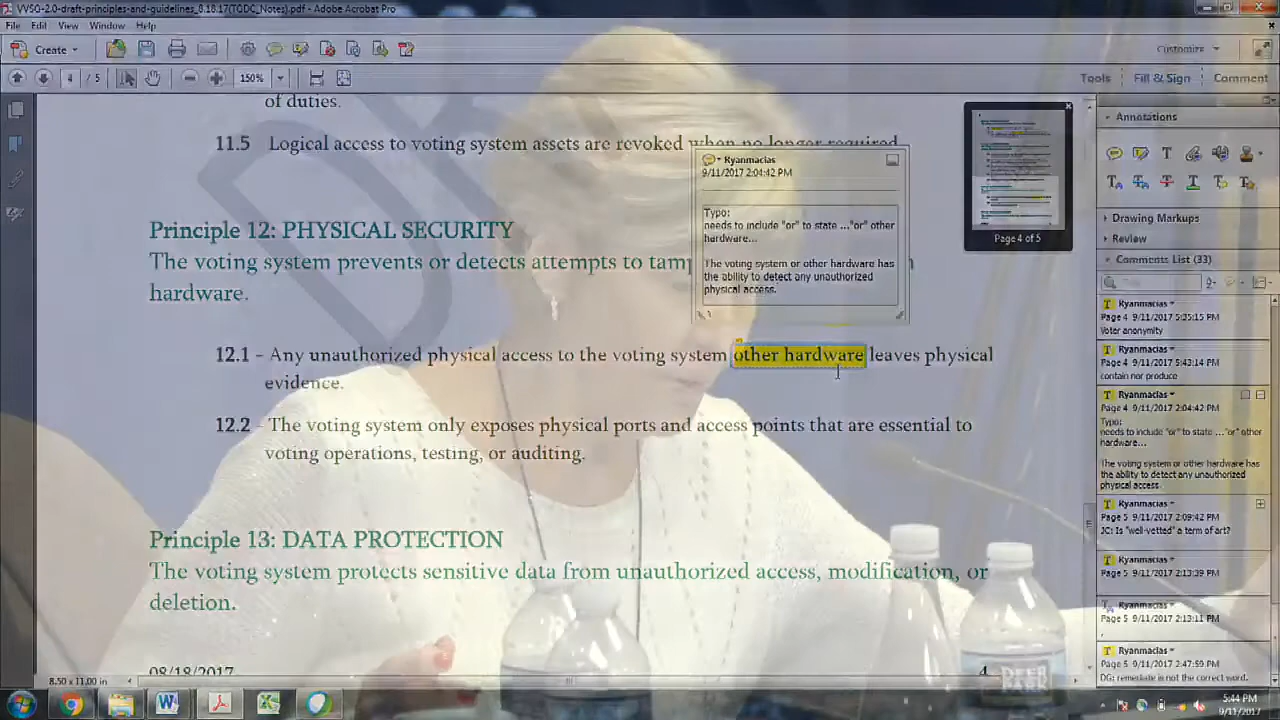 VVSG-2.0-draft-principles-and-guidelines_8.18.17(TGDC_Notes).pdf - Adobe Acrobat Pro
File Edit View Window Help
Create
Customize
4 / 5
150%
Tools
Fill & Sign
Comment
of duties.
11.5 Logical access to voting system assets are revoked when no longer required
Principle 12: PHYSICAL SECURITY
The voting system prevents or detects attempts to tamp
hardware.
12.1 – Any unauthorized physical access to the voting system other hardware leaves physical
evidence.
12.2 – The voting system only exposes physical ports and access points that are essential to
voting operations, testing, or auditing.
Principle 13: DATA PROTECTION
The voting system protects sensitive data from unauthorized access, modification, or
deletion.
08/18/2017
4
Ryanmacias
9/11/2017 2:04:42 PM
Typo:
needs to include "or" to state ..."or" other
hardware...
The voting system or other hardware has
the ability to detect any unauthorized
physical access.
Page 4 of 5
Annotations
Drawing Markups
Review
Comments List (33)
Ryanmacias
Page 4 9/11/2017 5:35:15 PM
Voter anonymity
Ryanmacias
Page 4 9/11/2017 5:43:14 PM
contain nor produce
Ryanmacias
Page 4 9/11/2017 2:04:42 PM
Typo:
needs to include "or" to state ..."or" other
hardware...
The voting system or other hardware has
the ability to detect any unauthorized
physical access.
Ryanmacias
Page 5 9/11/2017 2:09:42 PM
JC: Is "well-vetted" a term of art?
Ryanmacias
Page 5 9/11/2017 2:13:39 PM
Ryanmacias
Page 5 9/11/2017 2:13:11 PM
,
Ryanmacias
Page 5 9/11/2017 2:47:59 PM
DG: remediate is not the correct word.
8.50 x 11.00 in
DEER
PARK
5:44 PM
9/11/2017